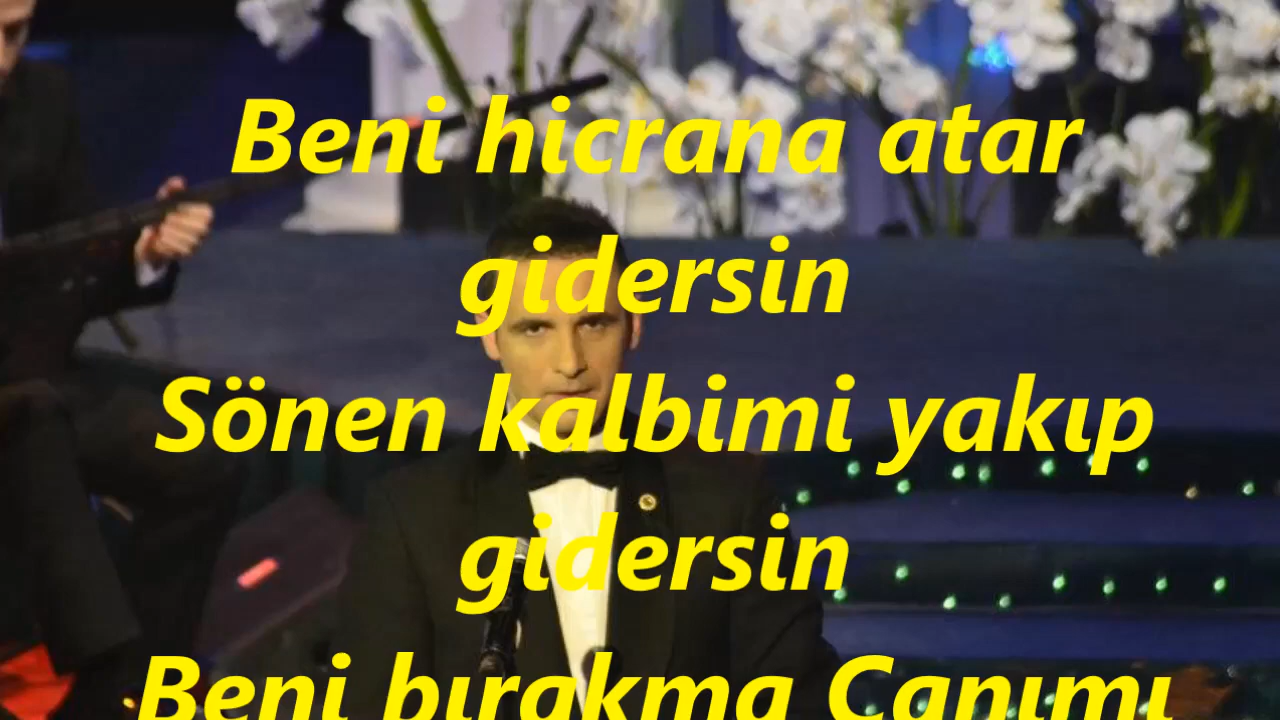 Beni hicrana atar
gidersin
Sönen kalbimi yakıp
gidersin
Beni bırakma Canımı